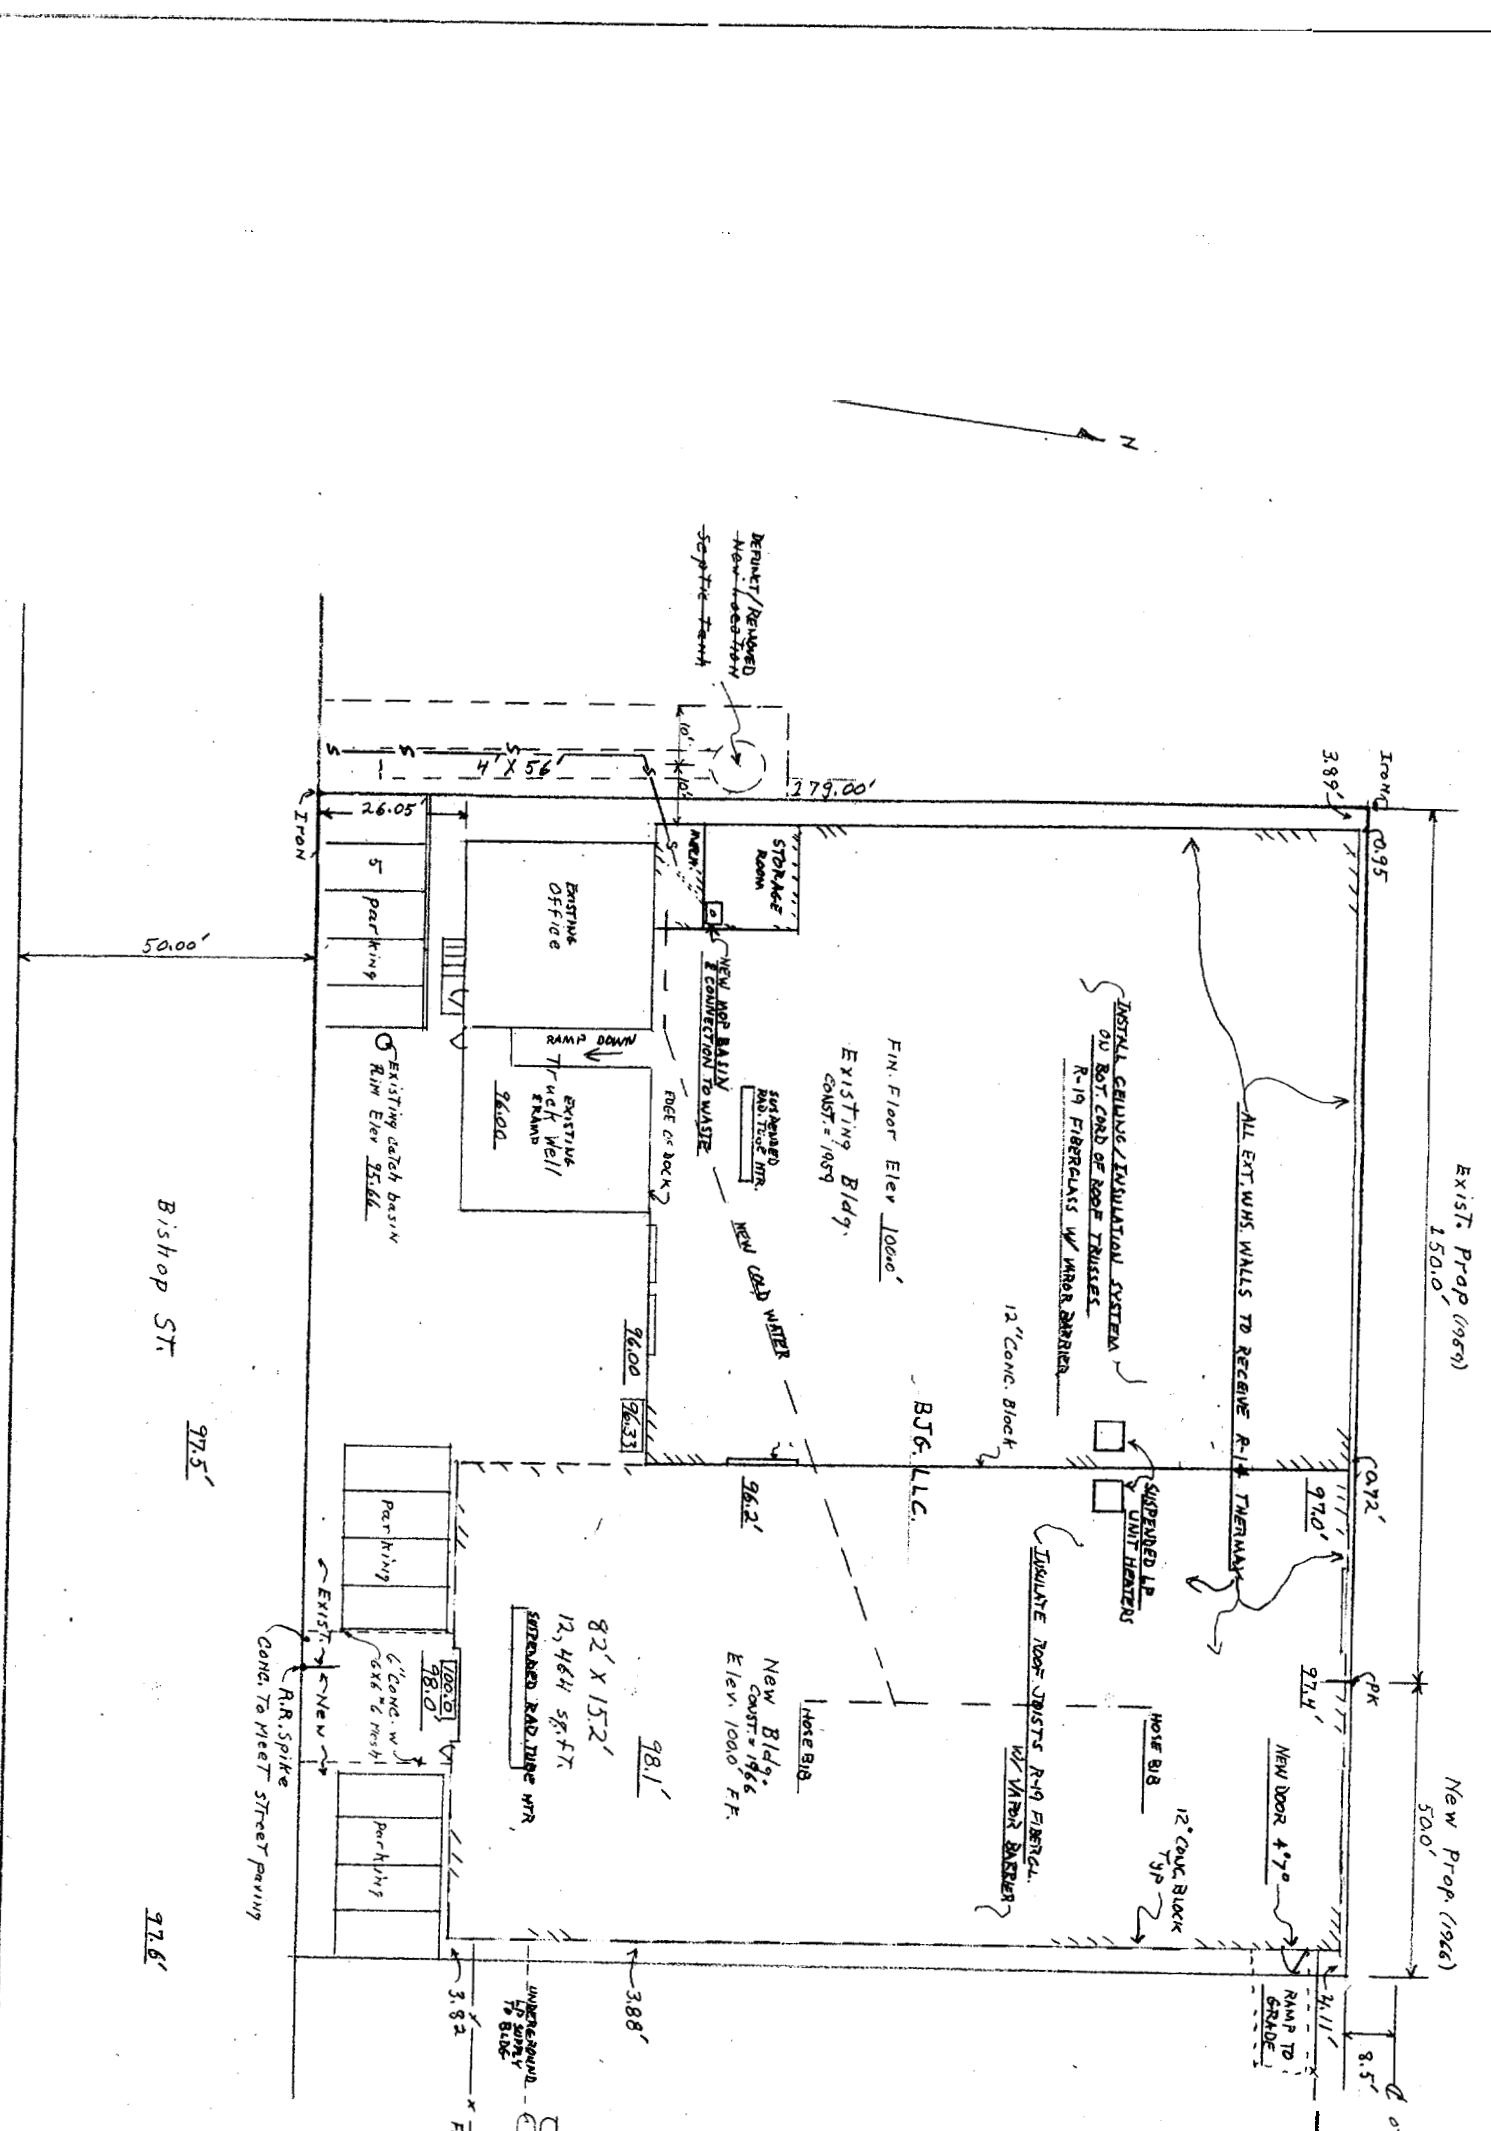 N
DEFUNCT/REMOVED
New Location
Septic Tank
Iron
3.89'
0.95
179.00'
10'
10'
S
S
S
S
S
4' X 56'
26.05'
Iron
50.00'
5
parking
MECH.
STORAGE
ROOM
EXISTING
Office
NEW MOP BASIN
& CONNECTION TO WASTE
RAMP DOWN
EXISTING
Truck Well
& RAMP
96.00
EDGE OF DOCK
Existing catch basin
Rim Elev 95.66
SUSPENDED
RAD. TUBE HTR.
FIN. Floor Elev 100.0'
Existing Bldg.
CONST. = 1959
INSTALL CEILING/INSULATION SYSTEM
ON BOT. CORD OF ROOF TRUSSES
R-19 FIBERGLASS W/ VAPOR BARRIER
ALL EXT. WHS. WALLS TO RECEIVE R-14 THERMAX
Exist. Prop (1959)
150.0'
NEW COLD WATER
12" CONC. Block
BJG. LLC.
96.00
96.33
96.2'
SUSPENDED LP
UNIT HEATERS
0.72'
97.0'
Bishop ST.
97.5'
Parking
EXIST.
NEW
6" CONC. W
6X6 #6 Mesh
100.0
98.0'
R.R. Spike
CONC. TO MEET STREET PAVING
SUSPENDED RAD. TUBE HTR
82' X 152'
12,464 sq. fT.
98.1'
New Bldg.
CONST. = 1966
Elev. 100.0' F.F.
HOSE BIB
HOSE BIB
INSULATE ROOF JOISTS R-19 FIBERGL.
W/ VAPOR BARRIER
PK
97.4'
NEW DOOR 4°7°
12" CONC. BLOCK
TYP
New Prop. (1966)
50.0'
Parking
97.6'
3.82
3.88'
4.11'
8.5'
RAMP TO
GRADE
UNDERGROUND
LP SUPPLY
TO BLDG
x
x
x